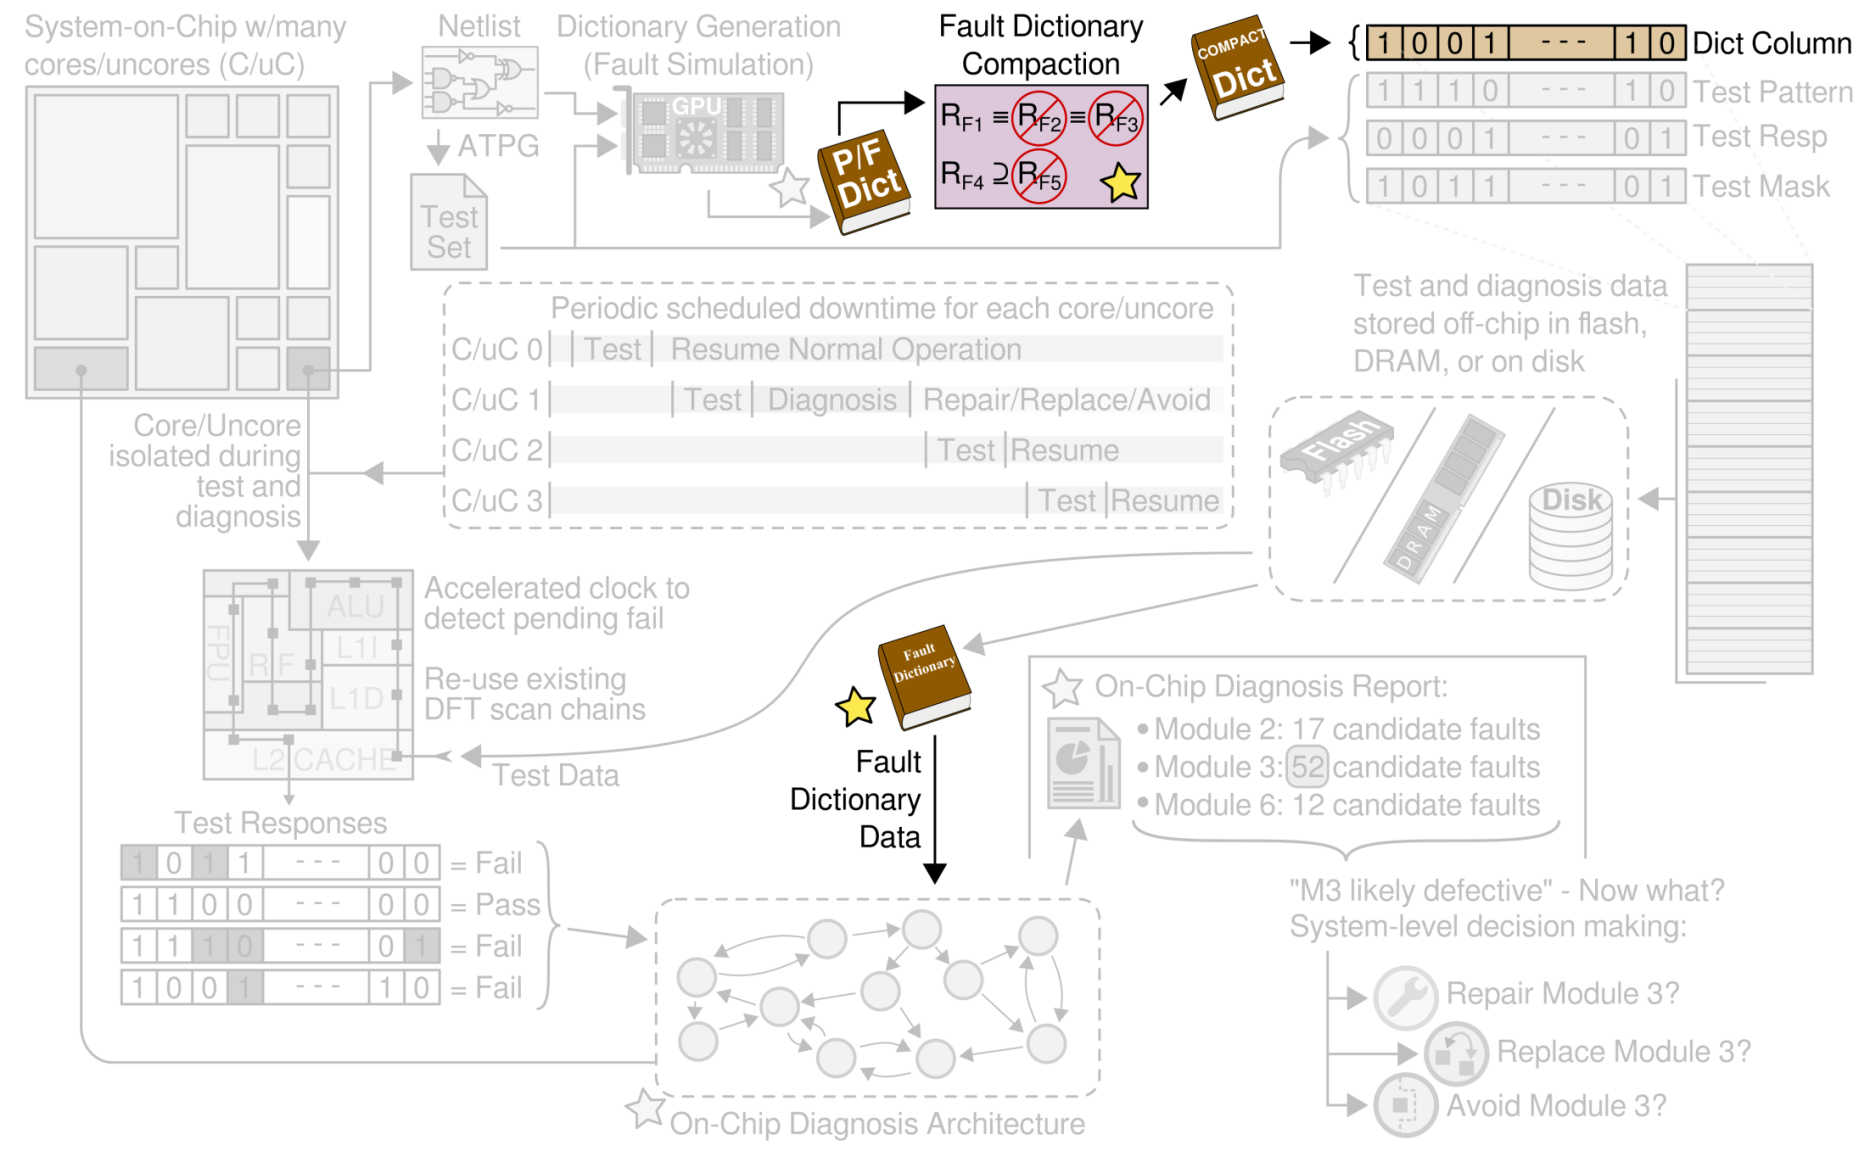 System-on-Chip w/many
cores/uncores (C/uC)
Netlist
ATPG
Test
Set
Dictionary Generation
(Fault Simulation)
GPU
P/F
Dict
Fault Dictionary
Compaction
RF1 ≡ RF2 ≡ RF3
RF4 ⊇ RF5
COMPACT
Dict
1 0 0 1 --- 1 0 Dict Column
1 1 1 0 --- 1 0 Test Pattern
0 0 0 1 --- 0 1 Test Resp
1 0 1 1 --- 0 1 Test Mask
Test and diagnosis data
stored off-chip in flash,
DRAM, or on disk
Flash
DRAM
Disk
Periodic scheduled downtime for each core/uncore
C/uC 0 Test Resume Normal Operation
C/uC 1 Test Diagnosis Repair/Replace/Avoid
C/uC 2 Test Resume
C/uC 3 Test Resume
Core/Uncore
isolated during
test and
diagnosis
ALU
FPU
RF
L1I
L1D
L2 CACHE
Accelerated clock to
detect pending fail
Re-use existing
DFT scan chains
Test Data
Fault
Dictionary
Fault
Dictionary
Data
Test Responses
1 0 1 1 --- 0 0 = Fail
1 1 0 0 --- 0 0 = Pass
1 1 1 0 --- 0 1 = Fail
1 0 0 1 --- 1 0 = Fail
On-Chip Diagnosis Architecture
On-Chip Diagnosis Report:
• Module 2: 17 candidate faults
• Module 3: 52 candidate faults
• Module 6: 12 candidate faults
"M3 likely defective" - Now what?
System-level decision making:
Repair Module 3?
Replace Module 3?
Avoid Module 3?